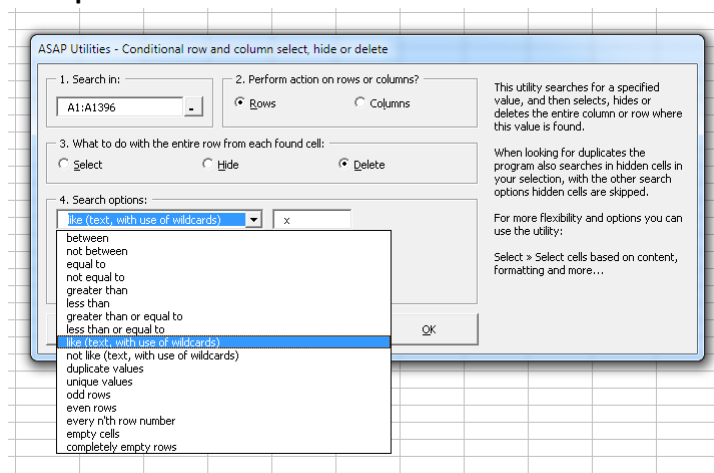 ASAP Utilities - Conditional row and column select, hide or delete
1. Search in:
A1:A1396
2. Perform action on rows or columns?
Rows
Columns
3. What to do with the entire row from each found cell:
Select
Hide
Delete
4. Search options:
like (text, with use of wildcards)
x
between
not between
equal to
not equal to
greater than
less than
greater than or equal to
less than or equal to
like (text, with use of wildcards)
not like (text, with use of wildcards)
duplicate values
unique values
odd rows
even rows
every n'th row number
empty cells
completely empty rows
OK
This utility searches for a specified
value, and then selects, hides or
deletes the entire column or row where
this value is found.
When looking for duplicates the
program also searches in hidden cells in
your selection, with the other search
options hidden cells are skipped.
For more flexibility and options you can
use the utility:
Select » Select cells based on content,
formatting and more...